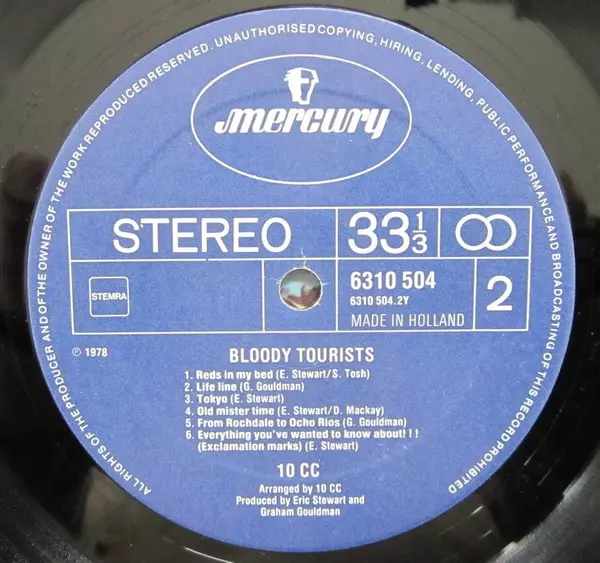 ALL RIGHTS OF THE PRODUCER AND OF THE OWNER OF THE WORK REPRODUCED RESERVED. UNAUTHORISED COPYING, HIRING, LENDING, PUBLIC PERFORMANCE AND BROADCASTING OF THIS RECORD PROHIBITED
mercury
STEREO
33 1/3
6310 504
6310 504.2Y
2
STEMRA
MADE IN HOLLAND
℗ 1978
BLOODY TOURISTS
1. Reds in my bed (E. Stewart/S. Tosh)
2. Life line (G. Gouldman)
3. Tokyo (E. Stewart)
4. Old mister time (E. Stewart/D. Mackay)
5. From Rochdale to Ocho Rios (G. Gouldman)
6. Everything you've wanted to know about!!!
(Exclamation marks) (E. Stewart)
10 CC
Arranged by 10 CC
Produced by Eric Stewart and
Graham Gouldman